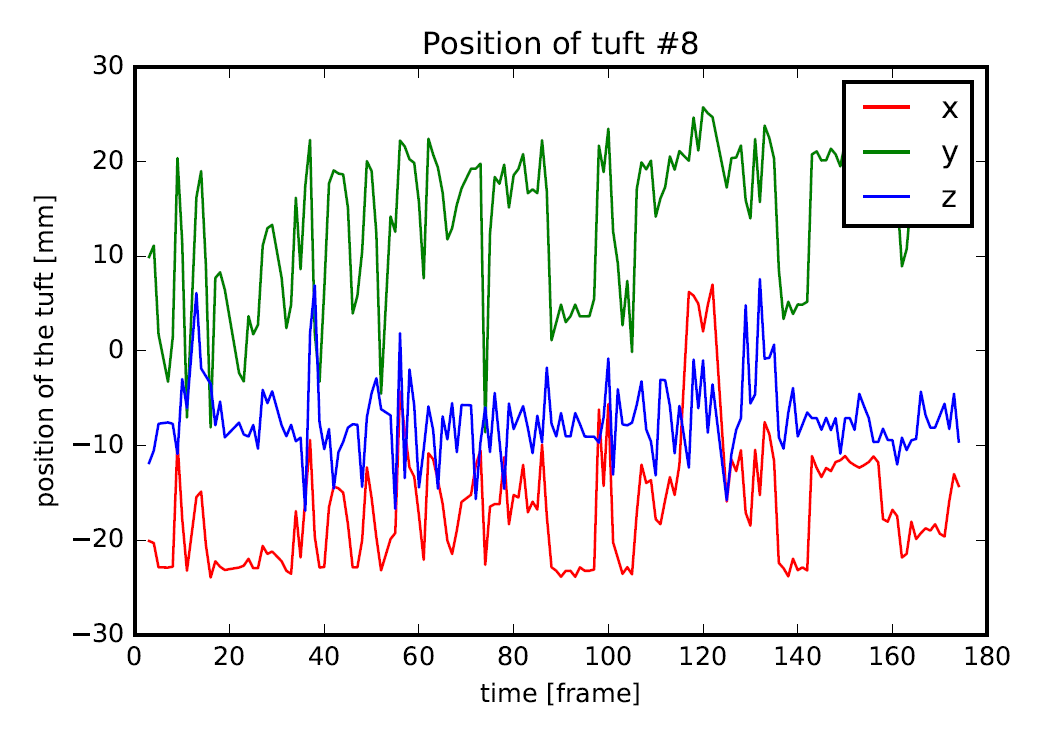 Position of tuft #8
30
20
10
0
−10
−20
−30
position of the tuft [mm]
x
y
z
0 20 40 60 80 100 120 140 160 180
time [frame]